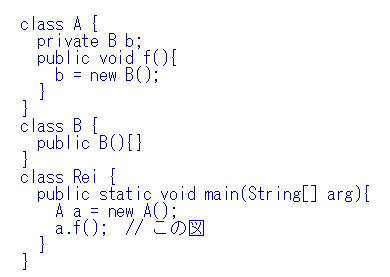 class A {
  private B b;
  public void f(){
    b = new B();
  }
}
class B {
  public B(){}
}
class Rei {
  public static void main(String[] arg){
    A a = new A();
    a.f();  // この図
  }
}